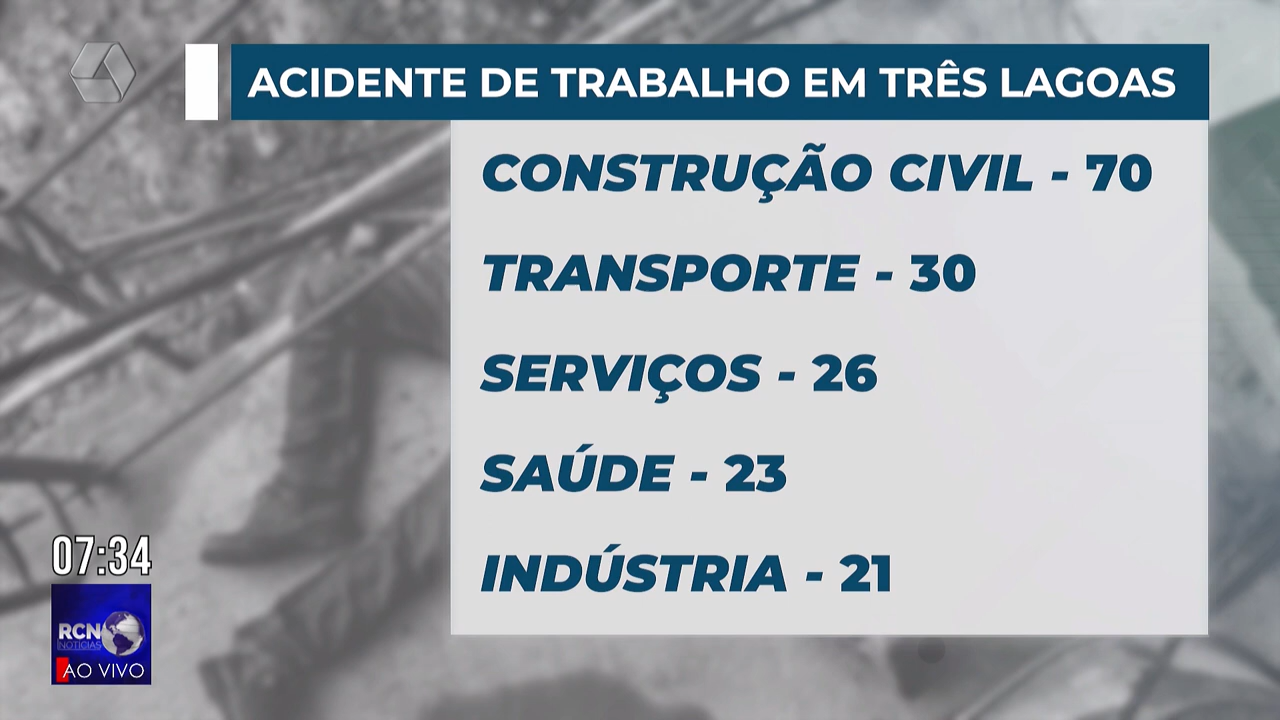 ACIDENTE DE TRABALHO EM TRÊS LAGOAS
CONSTRUÇÃO CIVIL - 70
TRANSPORTE - 30
SERVIÇOS - 26
SAÚDE - 23
INDÚSTRIA - 21
07:34
RCN
NOTÍCIAS
AO VIVO